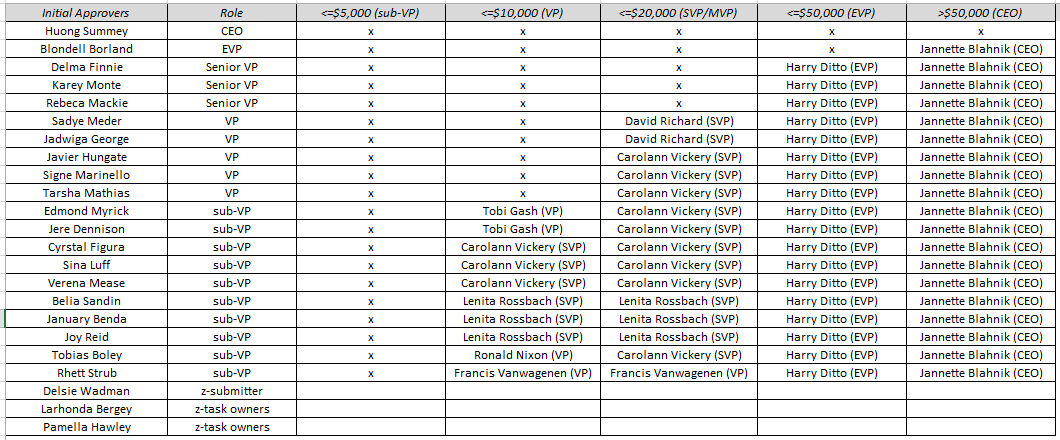 Initial Approvers Role <=$5,000 (sub-VP) <=$10,000 (VP) <=$20,000 (SVP/MVP) <=$50,000 (EVP) >$50,000 (CEO)
Huong Summey CEO x x x x x
Blondell Borland EVP x x x x Jannette Blahnik (CEO)
Delma Finnie Senior VP x x x Harry Ditto (EVP) Jannette Blahnik (CEO)
Karey Monte Senior VP x x x Harry Ditto (EVP) Jannette Blahnik (CEO)
Rebeca Mackie Senior VP x x x Harry Ditto (EVP) Jannette Blahnik (CEO)
Sadye Meder VP x x David Richard (SVP) Harry Ditto (EVP) Jannette Blahnik (CEO)
Jadwiga George VP x x David Richard (SVP) Harry Ditto (EVP) Jannette Blahnik (CEO)
Javier Hungate VP x x Carolann Vickery (SVP) Harry Ditto (EVP) Jannette Blahnik (CEO)
Signe Marinello VP x x Carolann Vickery (SVP) Harry Ditto (EVP) Jannette Blahnik (CEO)
Tarsha Mathias VP x x Carolann Vickery (SVP) Harry Ditto (EVP) Jannette Blahnik (CEO)
Edmond Myrick sub-VP x Tobi Gash (VP) Carolann Vickery (SVP) Harry Ditto (EVP) Jannette Blahnik (CEO)
Jere Dennison sub-VP x Tobi Gash (VP) Carolann Vickery (SVP) Harry Ditto (EVP) Jannette Blahnik (CEO)
Cyrstal Figura sub-VP x Carolann Vickery (SVP) Carolann Vickery (SVP) Harry Ditto (EVP) Jannette Blahnik (CEO)
Sina Luff sub-VP x Carolann Vickery (SVP) Carolann Vickery (SVP) Harry Ditto (EVP) Jannette Blahnik (CEO)
Verena Mease sub-VP x Carolann Vickery (SVP) Carolann Vickery (SVP) Harry Ditto (EVP) Jannette Blahnik (CEO)
Belia Sandin sub-VP x Lenita Rossbach (SVP) Lenita Rossbach (SVP) Harry Ditto (EVP) Jannette Blahnik (CEO)
January Benda sub-VP x Lenita Rossbach (SVP) Lenita Rossbach (SVP) Harry Ditto (EVP) Jannette Blahnik (CEO)
Joy Reid sub-VP x Lenita Rossbach (SVP) Lenita Rossbach (SVP) Harry Ditto (EVP) Jannette Blahnik (CEO)
Tobias Boley sub-VP x Ronald Nixon (VP) Carolann Vickery (SVP) Harry Ditto (EVP) Jannette Blahnik (CEO)
Rhett Strub sub-VP x Francis Vanwagenen (VP) Francis Vanwagenen (VP) Harry Ditto (EVP) Jannette Blahnik (CEO)
Delsie Wadman z-submitter
Larhonda Bergey z-task owners
Pamella Hawley z-task owners